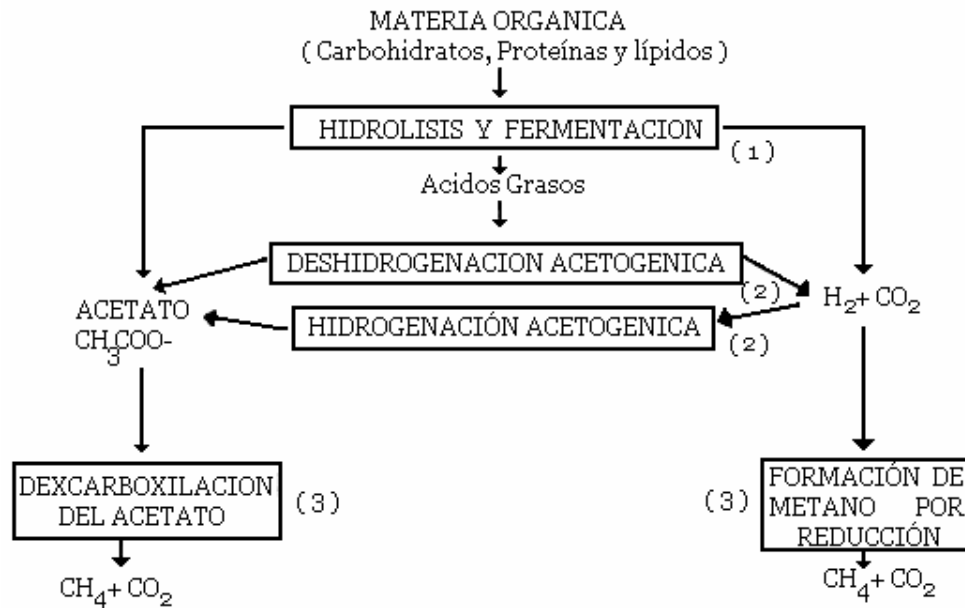 MATERIA ORGANICA
( Carbohidratos, Proteínas y lípidos )
HIDROLISIS Y FERMENTACION
(1)
Acidos Grasos
DESHIDROGENACION ACETOGENICA
(2)
ACETATO
CH3COO-
H2+ CO2
HIDROGENACIÓN ACETOGENICA
(2)
DEXCARBOXILACION
DEL ACETATO
(3)
(3)
FORMACIÓN DE
METANO POR
REDUCCIÓN
CH4+ CO2
CH4+ CO2